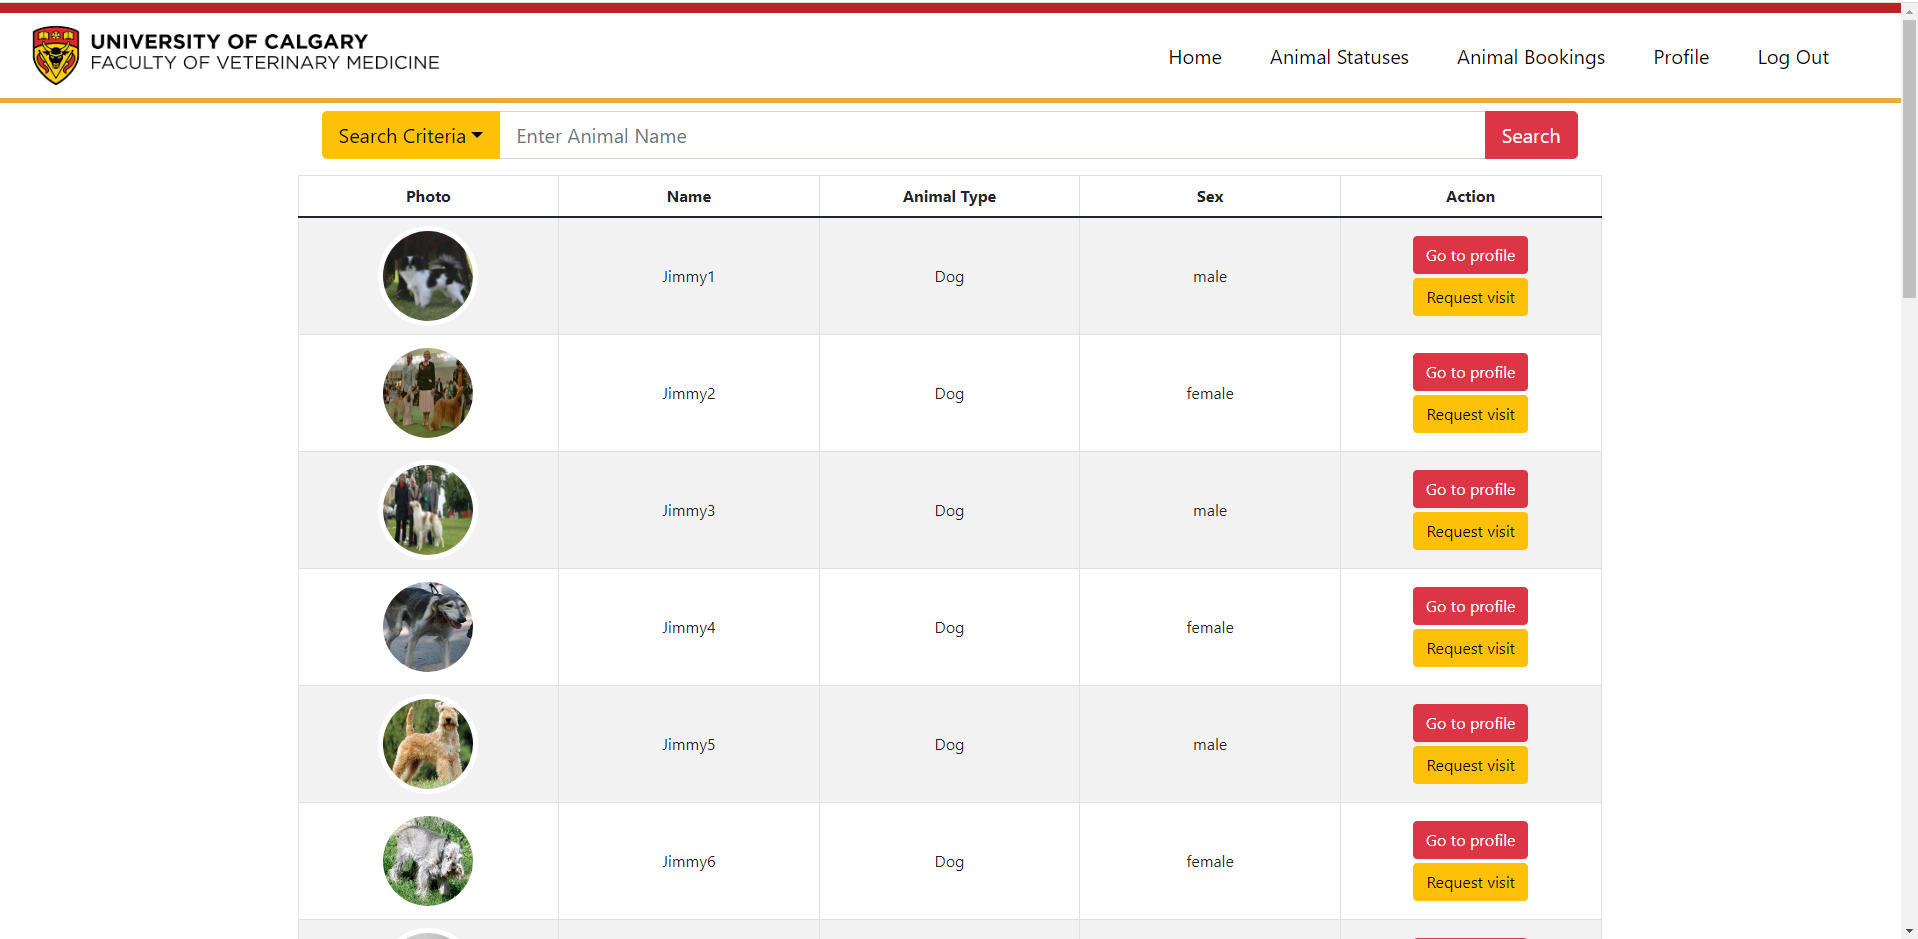 UNIVERSITY OF CALGARY
FACULTY OF VETERINARY MEDICINE
Home Animal Statuses Animal Bookings Profile Log Out
Search Criteria Enter Animal Name Search
Photo Name Animal Type Sex Action
Jimmy1 Dog male Go to profile
Request visit
Jimmy2 Dog female Go to profile
Request visit
Jimmy3 Dog male Go to profile
Request visit
Jimmy4 Dog female Go to profile
Request visit
Jimmy5 Dog male Go to profile
Request visit
Jimmy6 Dog female Go to profile
Request visit